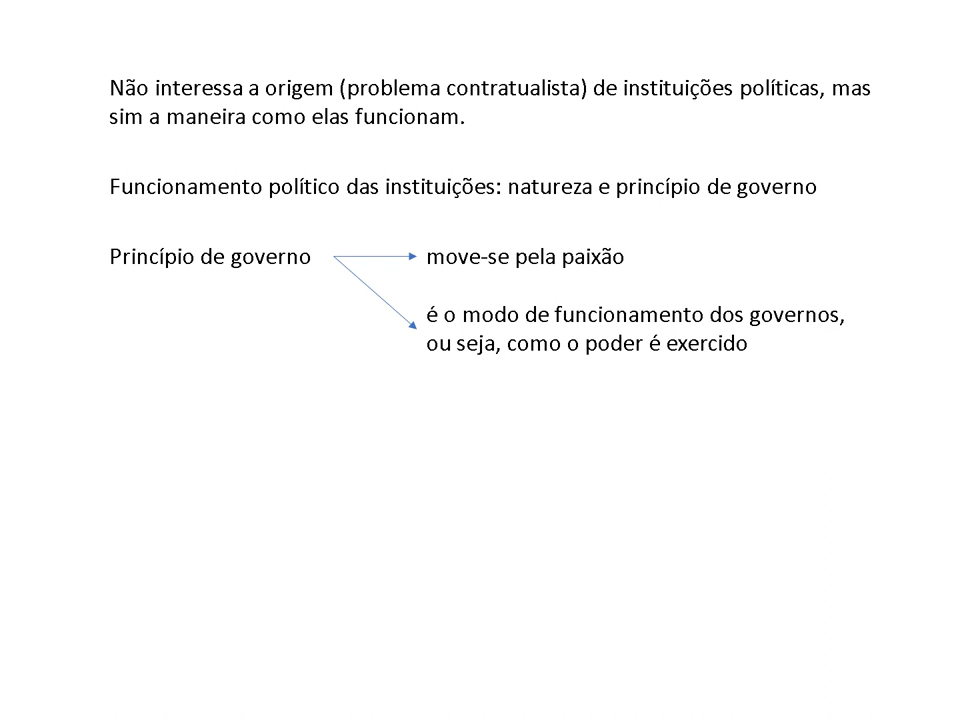 Não interessa a origem (problema contratualista) de instituições políticas, mas
sim a maneira como elas funcionam.
Funcionamento político das instituições: natureza e princípio de governo
Princípio de governo move-se pela paixão
é o modo de funcionamento dos governos,
ou seja, como o poder é exercido